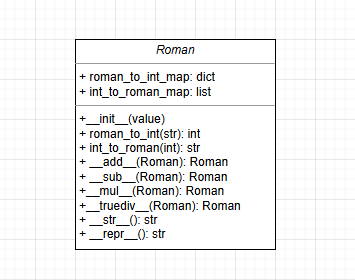 Roman
+ roman_to_int_map: dict
+ int_to_roman_map: list
+__init__(value)
+ roman_to_int(str): int
+ int_to_roman(int): str
+ __add__(Roman): Roman
+ __sub__(Roman): Roman
+ __mul__(Roman): Roman
+ __truediv__(Roman): Roman
+ __str__(): str
+ __repr__(): str